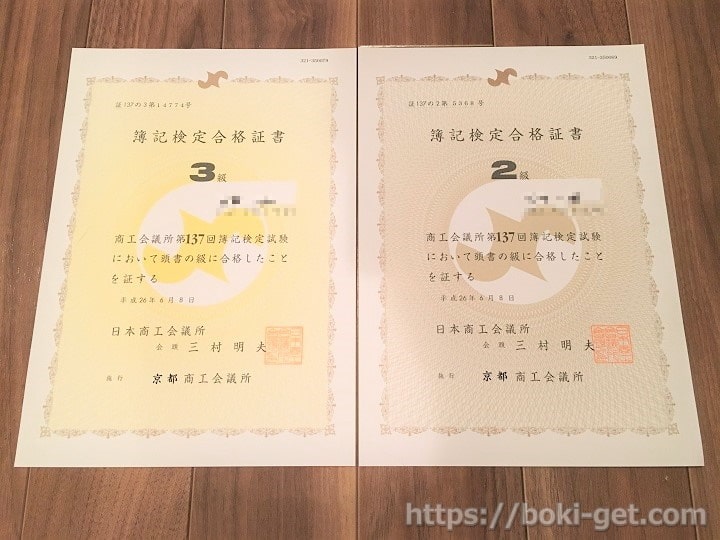 321-350674
証137の3第14774号
簿記検定合格証書
3級
商工会議所第137回簿記検定試験
において頭書の級に合格したこと
を証する
平成26年6月8日
日本商工会議所
会頭 三村明夫
施行 京都商工会議所
証137の2第5368号
簿記検定合格証書
2級
商工会議所第137回簿記検定試験
において頭書の級に合格したこと
を証する
平成26年6月8日
日本商工会議所
会頭 三村明夫
施行 京都商工会議所
https://boki-get.com